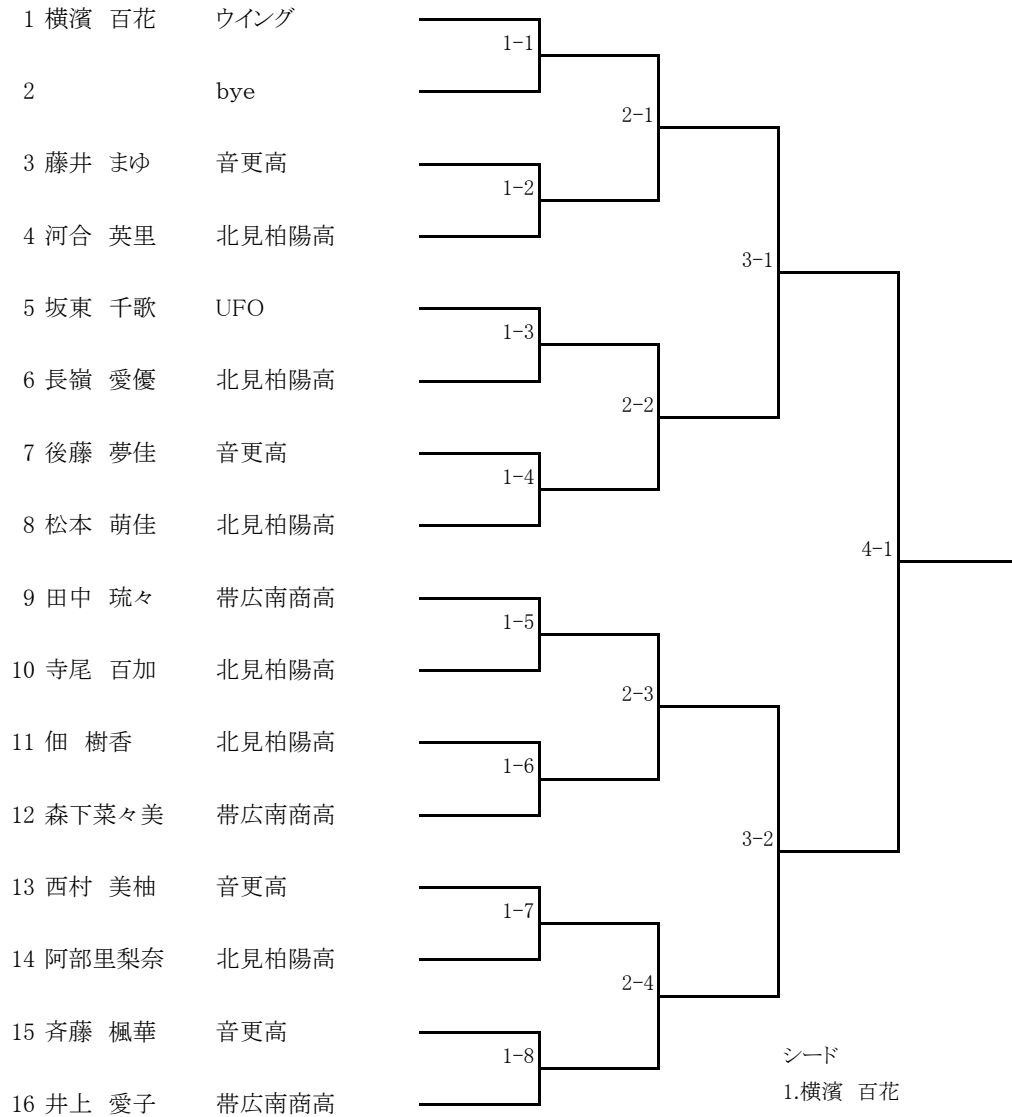 1 横濱 百花 ウイング
1-1
2 bye
2-1
3 藤井 まゆ 音更高
1-2
4 河合 英里 北見柏陽高
3-1
5 坂東 千歌 UFO
1-3
6 長嶺 愛優 北見柏陽高
2-2
7 後藤 夢佳 音更高
1-4
8 松本 萌佳 北見柏陽高
4-1
9 田中 琉々 帯広南商高
1-5
10 寺尾 百加 北見柏陽高
2-3
11 佃 樹香 北見柏陽高
1-6
12 森下菜々美 帯広南商高
3-2
13 西村 美柚 音更高
1-7
14 阿部里梨奈 北見柏陽高
2-4
15 斉藤 楓華 音更高
1-8
シード
1.横濱 百花
16 井上 愛子 帯広南商高